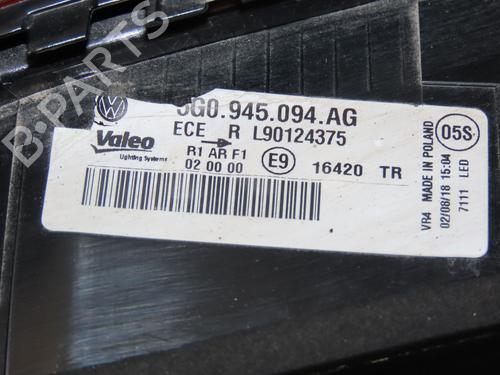 G0.945.094.AG
Valeo
Lighting Systems
ECE R L90124375
R1 AR F1
02 00 00
E9
16420 TR
VR4 MADE IN POLAND
02/08/18 15:04
7111 LED
05S
B-Parts